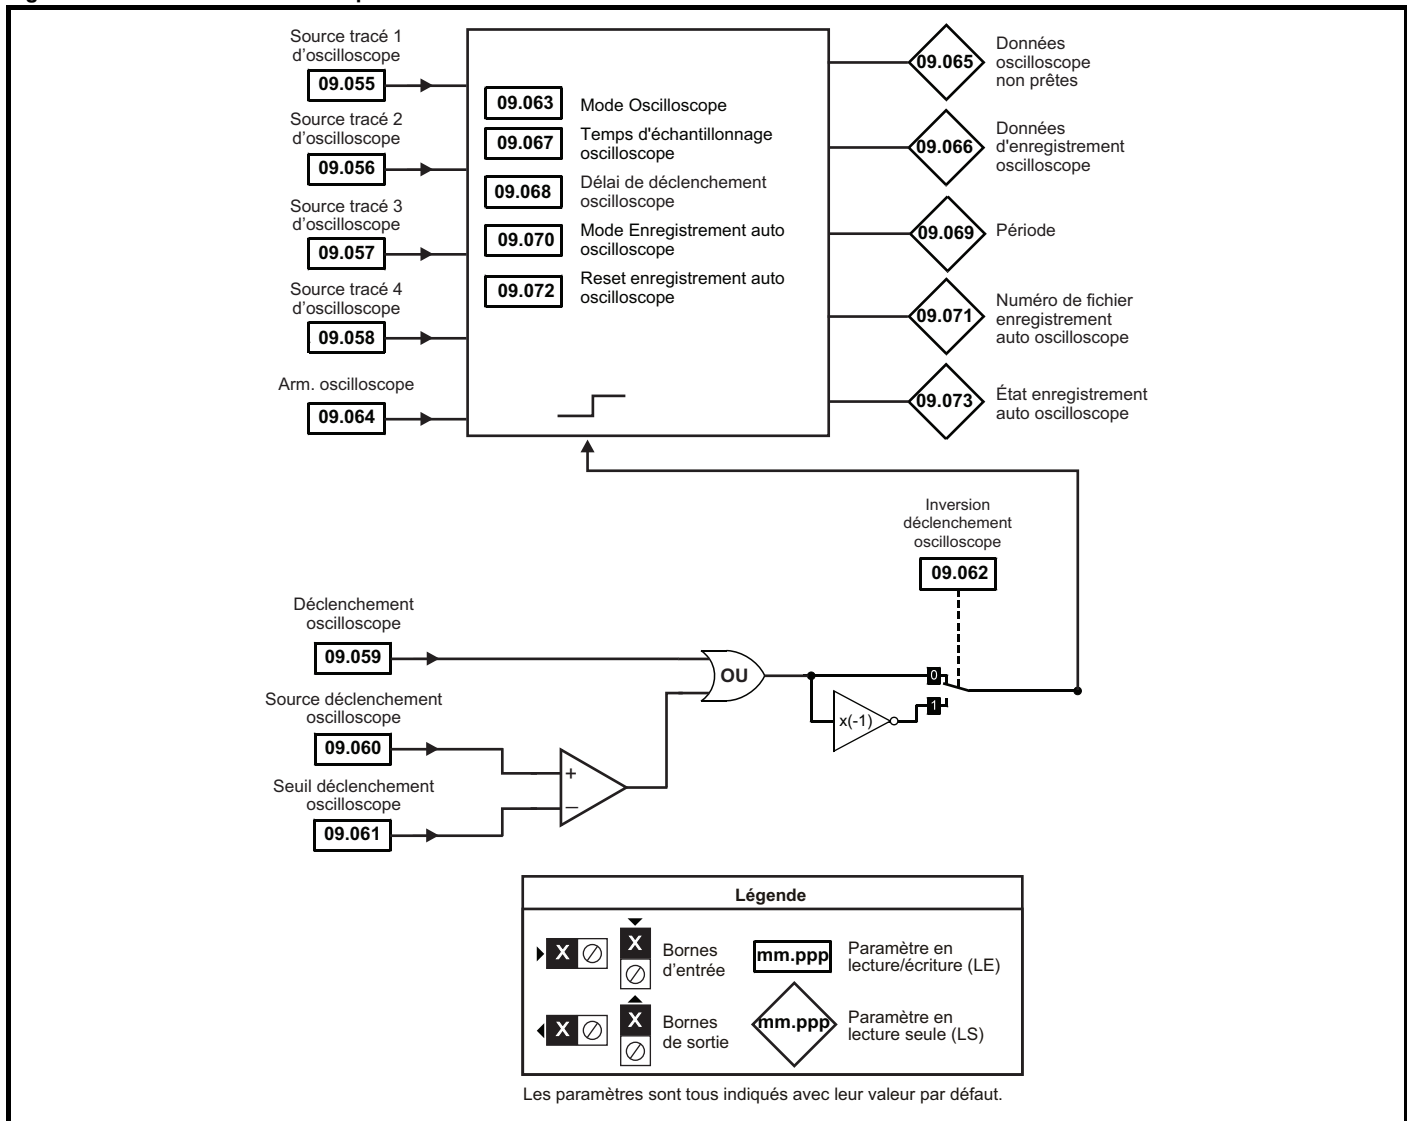 Source tracé 1
d'oscilloscope
09.055
Source tracé 2
d'oscilloscope
09.056
Source tracé 3
d'oscilloscope
09.057
Source tracé 4
d'oscilloscope
09.058
Arm. oscilloscope
09.064
09.063
Mode Oscilloscope
09.067
Temps d'échantillonnage
oscilloscope
09.068
Délai de déclenchement
oscilloscope
09.070
Mode Enregistrement auto
oscilloscope
09.072
Reset enregistrement auto
oscilloscope
09.065
Données
oscilloscope
non prêtes
09.066
Données
d'enregistrement
oscilloscope
09.069
Période
09.071
Numéro de fichier
enregistrement
auto oscilloscope
09.073
État enregistrement
auto oscilloscope
Inversion
déclenchement
oscilloscope
09.062
Déclenchement
oscilloscope
09.059
Source déclenchement
oscilloscope
09.060
Seuil déclenchement
oscilloscope
09.061
+
–
OU
x(-1)
0
1
Légende
X
X
Bornes
d'entrée
mm.ppp
Paramètre en
lecture/écriture (LE)
X
X
Bornes
de sortie
mm.ppp
Paramètre en
lecture seule (LS)
Les paramètres sont tous indiqués avec leur valeur par défaut.